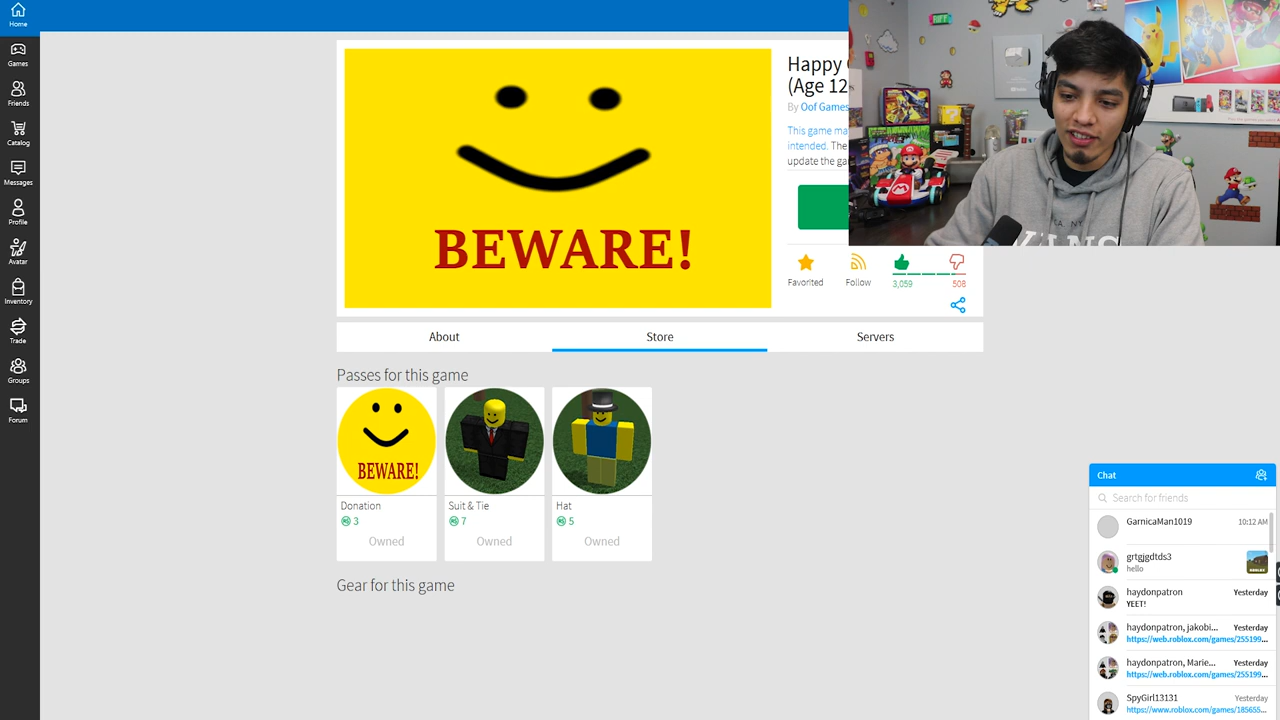 Home
Games
Friends
Catalog
Messages
Profile
Avatar
Inventory
Trade
Groups
Forum
BEWARE!
Happy
(Age 12
By Oof Games
This game ma
intended. The
update the ga
Favorited
Follow
3,059
508
About
Store
Servers
Passes for this game
BEWARE!
Donation
3
Owned
Suit & Tie
7
Owned
Hat
5
Owned
Gear for this game
Chat
Search for friends
GarnicaMan1019
10:12 AM
grtgjgdtds3
hello
ROBLOX
haydonpatron
Yesterday
YEET!
haydonpatron, jakobi...
Yesterday
https://web.roblox.com/games/255199...
haydonpatron, Marie...
Yesterday
https://web.roblox.com/games/255199...
SpyGirl13131
Yesterday
https://www.roblox.com/games/185655...